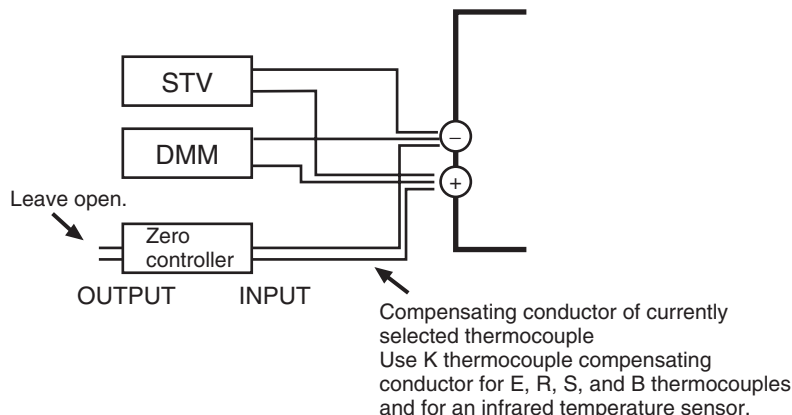 STV
−
DMM
+
Leave open.
Zero
controller
OUTPUT
INPUT
Compensating conductor of currently
selected thermocouple
Use K thermocouple compensating
conductor for E, R, S, and B thermocouples
and for an infrared temperature sensor.